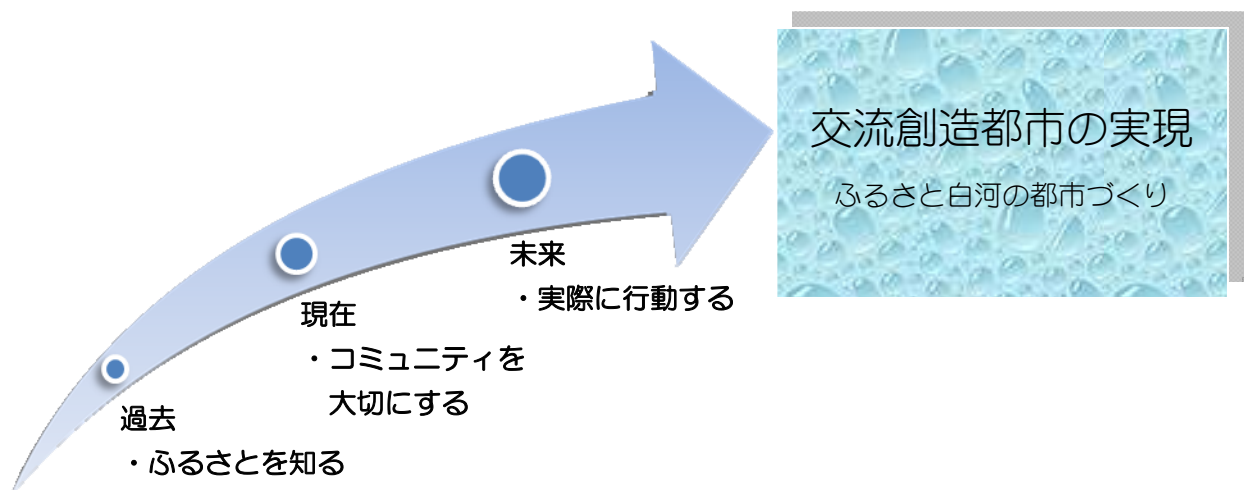 交流創造都市の実現
ふるさと白河の都市づくり
未来
・実際に行動する
現在
・コミュニティを
大切にする
過去
・ふるさとを知る